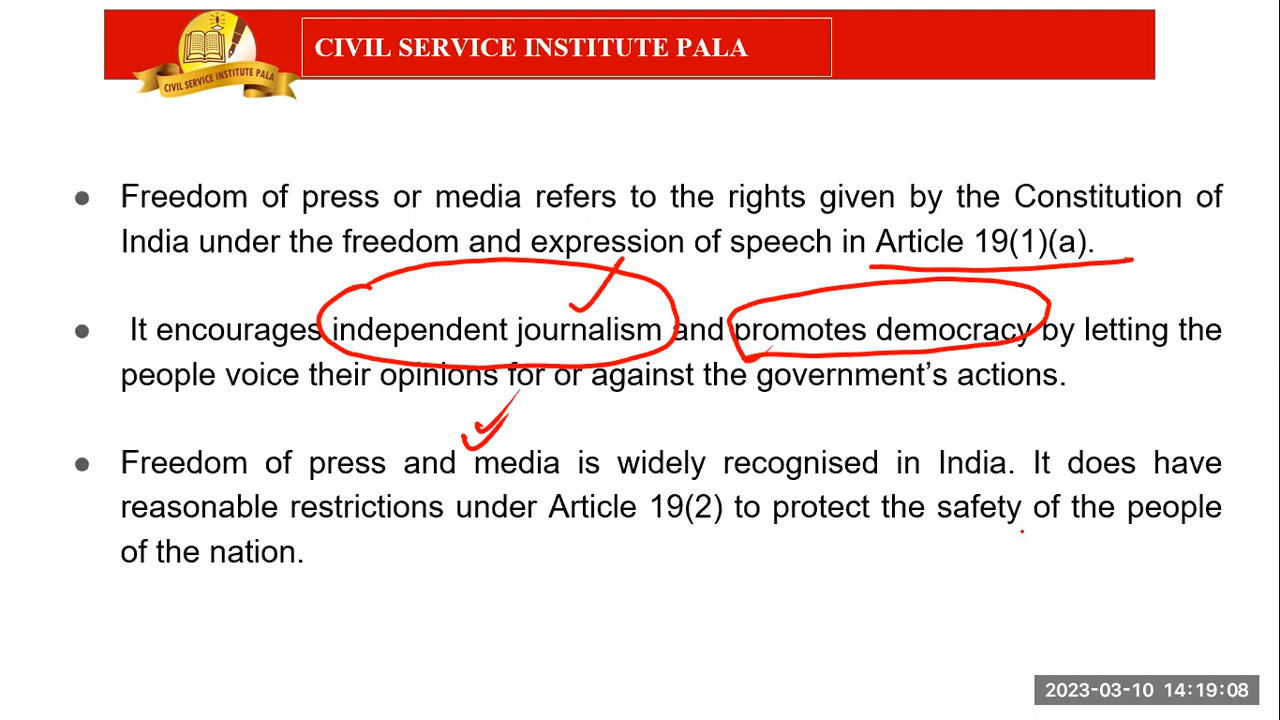 CIVIL SERVICE INSTITUTE PALA
CIVIL SERVICE INSTITUTE PALA
● Freedom of press or media refers to the rights given by the Constitution of
India under the freedom and expression of speech in Article 19(1)(a).
● It encourages independent journalism and promotes democracy by letting the
people voice their opinions for or against the government’s actions.
● Freedom of press and media is widely recognised in India. It does have
reasonable restrictions under Article 19(2) to protect the safety of the people
of the nation.
2023-03-10 14:19:08